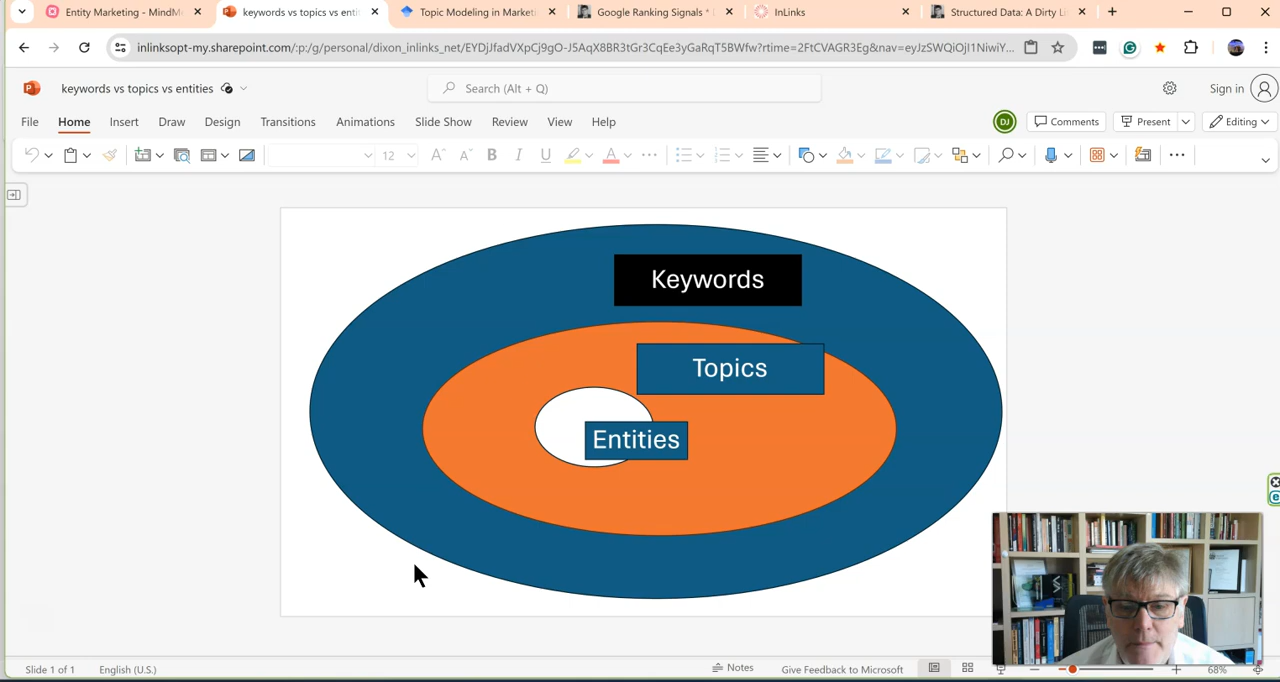 Entity Marketing - MindM
keywords vs topics vs enti
Topic Modeling in Marketi
Google Ranking Signals * D
InLinks
Structured Data: A Dirty Li
inlinksopt-my.sharepoint.com/:p:/g/personal/dixon_inlinks_net/EYDJfadVXpCj9gO-J5AqX8BR3tGr3CqEe3yGaRqT5BWfw?rtime=2FtCVAGR3Eg&nav=eyJzSWQiOjI1NiwiY...
keywords vs topics vs entities
Search (Alt + Q)
Sign in
File Home Insert Draw Design Transitions Animations Review Slide Show View Help
DJ
Comments
Present
Editing
12
Keywords
Topics
Entities
Slide 1 of 1
English (U.S.)
Notes
Give Feedback to Microsoft
68%